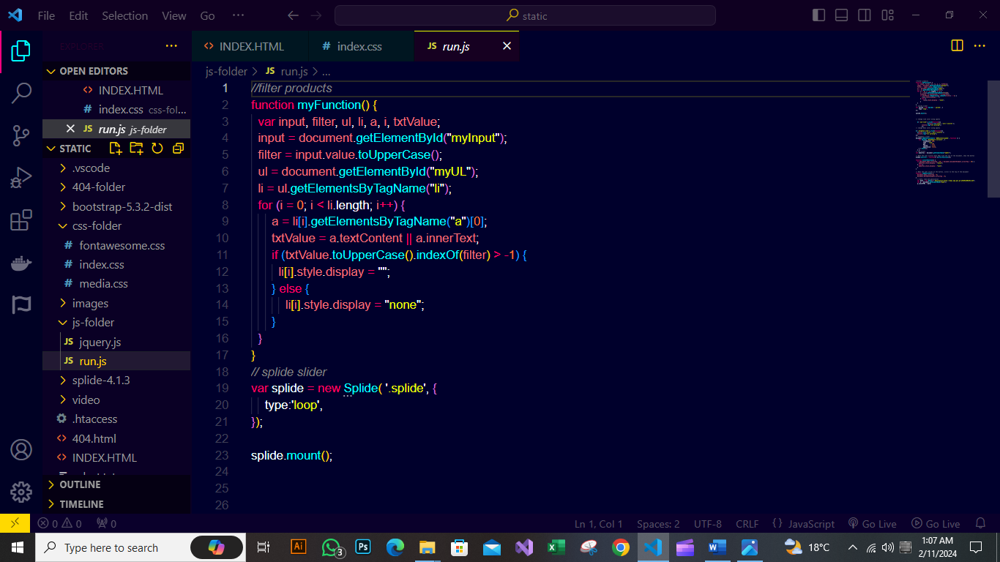 File Edit Selection View Go ···
static
EXPLORER
INDEX.HTML
# index.css
JS run.js
OPEN EDITORS
INDEX.HTML
# index.css css-fol...
JS run.js js-folder
STATIC
.vscode
404-folder
bootstrap-5.3.2-dist
css-folder
# fontawesome.css
# index.css
# media.css
images
js-folder
JS jquery.js
JS run.js
splide-4.1.3
video
.htaccess
404.html
INDEX.HTML
OUTLINE
TIMELINE
js-folder > JS run.js > ...
1 //filter products
2 function myFunction() {
3 var input, filter, ul, li, a, i, txtValue;
4 input = document.getElementById("myInput");
5 filter = input.value.toUpperCase();
6 ul = document.getElementById("myUL");
7 li = ul.getElementsByTagName("li");
8 for (i = 0; i < li.length; i++) {
9 a = li[i].getElementsByTagName("a")[0];
10 txtValue = a.textContent || a.innerText;
11 if (txtValue.toUpperCase().indexOf(filter) > -1) {
12 li[i].style.display = "";
13 } else {
14 li[i].style.display = "none";
15 }
16 }
17 }
18 // splide slider
19 var splide = new Splide( '.splide', {
20 type:'loop',
21 });
22
23 splide.mount();
24
25
26
0 0 0
Ln 1, Col 1 Spaces: 2 UTF-8 CRLF {} JavaScript Go Live Go Live
Type here to search
Ai
3
Ps
18°C
1:07 AM
2/11/2024